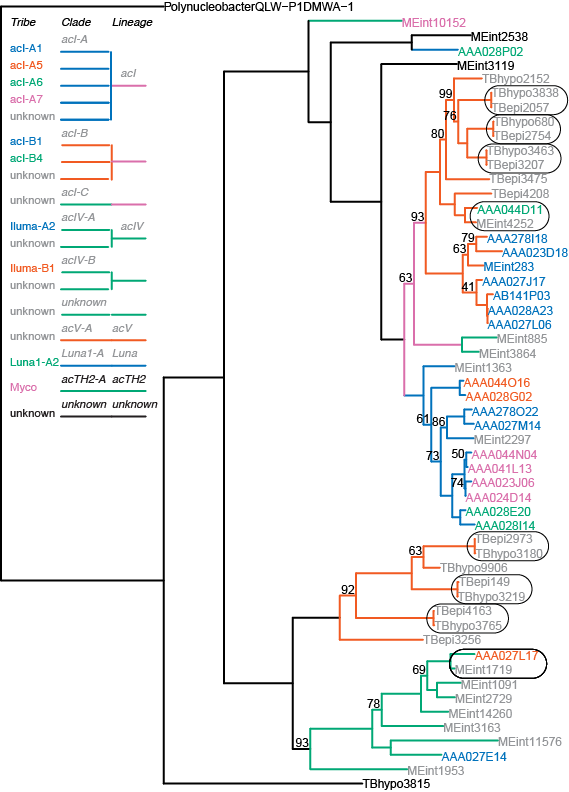 PolynucleobacterQLW-P1DMWA-1
Tribe Clade Lineage
acI-A
acI-A1
acI-A5
acI
acI-A6
acI-A7
unknown
acI-B
acI-B1
acI-B4
unknown
acI-C
unknown
acIV-A
Iluma-A2
acIV
unknown
acIV-B
Iluma-B1
unknown
unknown
unknown
acV-A acV
unknown
Luna1-A Luna
Luna1-A2
acTH2-A acTH2
Myco
unknown unknown
unknown
MEint10152
MEint2538
AAA028P02
MEint3119
TBhypo2152
99
TBhypo3838
TBepi2057
76
TBhypo680
TBepi2754
80
TBhypo3463
TBepi3207
TBepi3475
TBepi4208
AAA044D11
93
MEint4252
79
AAA278I18
63
AAA023D18
MEint283
63
AAA027J17
41
AB141P03
AAA028A23
AAA027L06
MEint885
MEint3864
MEint1363
AAA044O16
AAA028G02
AAA278O22
61
86
AAA027M14
MEint2297
50
AAA044N04
73
AAA041L13
74
AAA023J06
AAA024D14
AAA028E20
AAA028I14
TBepi2973
63
TBhypo3180
TBhypo9906
TBepi149
92
TBhypo3219
TBepi4163
TBhypo3765
TBepi3256
AAA027L17
69
MEint1719
MEint1091
MEint2729
78
MEint14260
MEint3163
93
MEint11576
AAA027E14
MEint1953
TBhypo3815